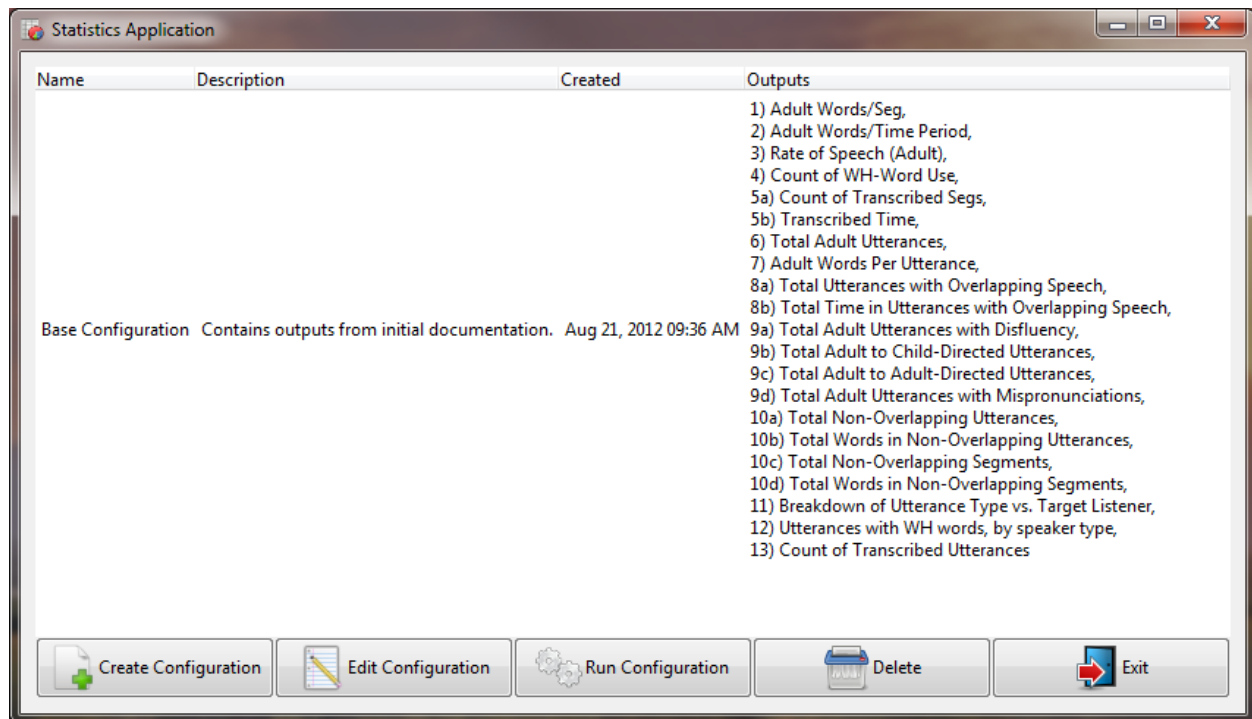 Statistics Application
Name Description Created Outputs
1) Adult Words/Seg,
2) Adult Words/Time Period,
3) Rate of Speech (Adult),
4) Count of WH-Word Use,
5a) Count of Transcribed Segs,
5b) Transcribed Time,
6) Total Adult Utterances,
7) Adult Words Per Utterance,
8a) Total Utterances with Overlapping Speech,
8b) Total Time in Utterances with Overlapping Speech,
Base Configuration Contains outputs from initial documentation. Aug 21, 2012 09:36 AM 9a) Total Adult Utterances with Disfluency,
9b) Total Adult to Child-Directed Utterances,
9c) Total Adult to Adult-Directed Utterances,
9d) Total Adult Utterances with Mispronunciations,
10a) Total Non-Overlapping Utterances,
10b) Total Words in Non-Overlapping Utterances,
10c) Total Non-Overlapping Segments,
10d) Total Words in Non-Overlapping Segments,
11) Breakdown of Utterance Type vs. Target Listener,
12) Utterances with WH words, by speaker type,
13) Count of Transcribed Utterances
Create Configuration Edit Configuration Run Configuration Delete Exit